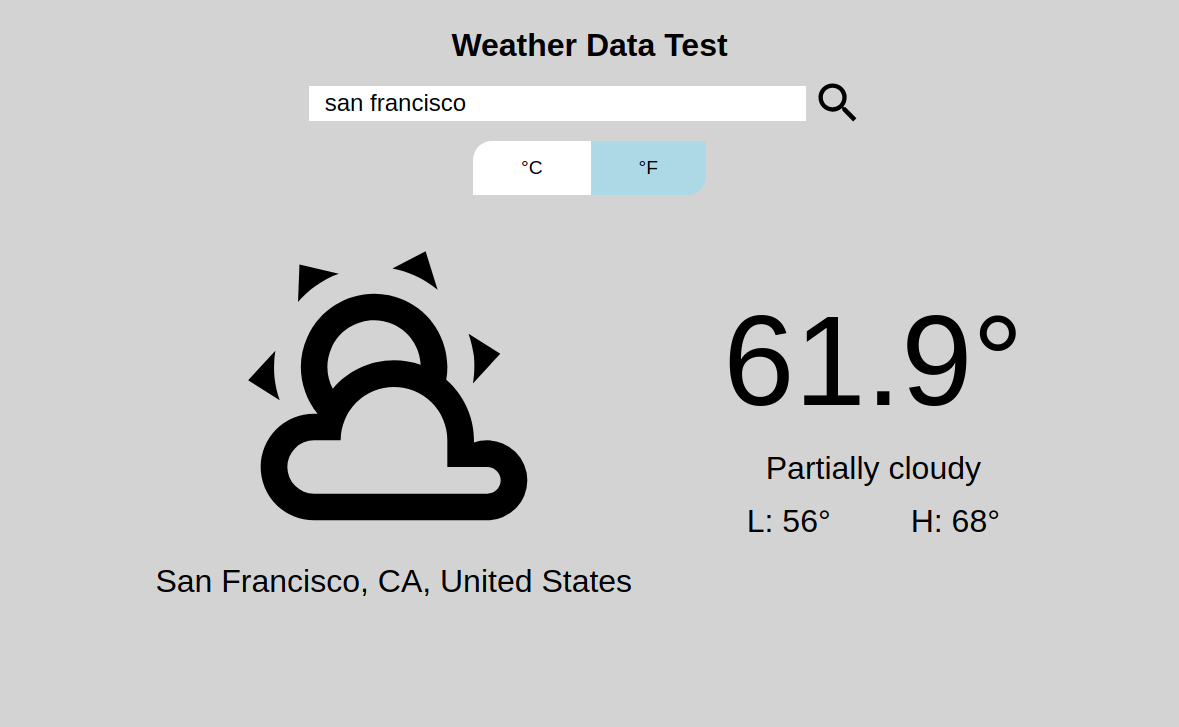 Weather Data Test
san francisco
°C °F
61.9°
Partially cloudy
L: 56° H: 68°
San Francisco, CA, United States